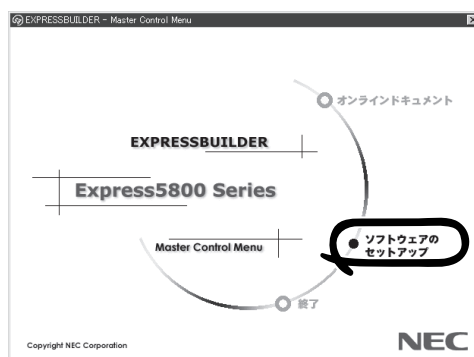 EXPRESSBUILDER - Master Control Menu
オンラインドキュメント
EXPRESSBUILDER
Express5800 Series
Master Control Menu
ソフトウェアの
セットアップ
終了
Copyright NEC Corporation
NEC